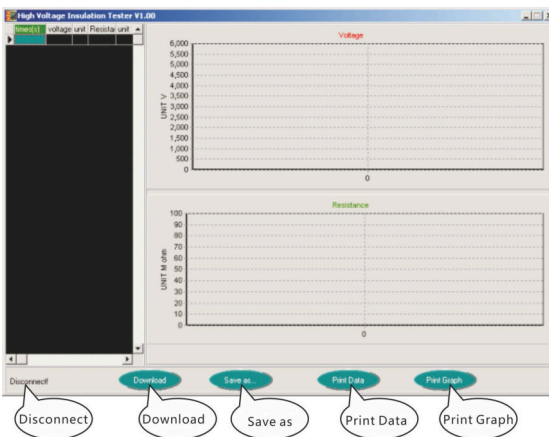 High Voltage Insulation Tester V1.00
times(s) voltage unit Resistai unit
Voltage
6,000
5,500
5,000
4,500
4,000
3,500
3,000
2,500
2,000
1,500
1,000
500
0
UNIT V
0
Resistance
100
90
80
70
60
50
40
30
20
10
0
UNIT M ohm
0
Disconnect!
Download
Save as...
Print Data
Print Graph
Disconnect
Download
Save as
Print Data
Print Graph